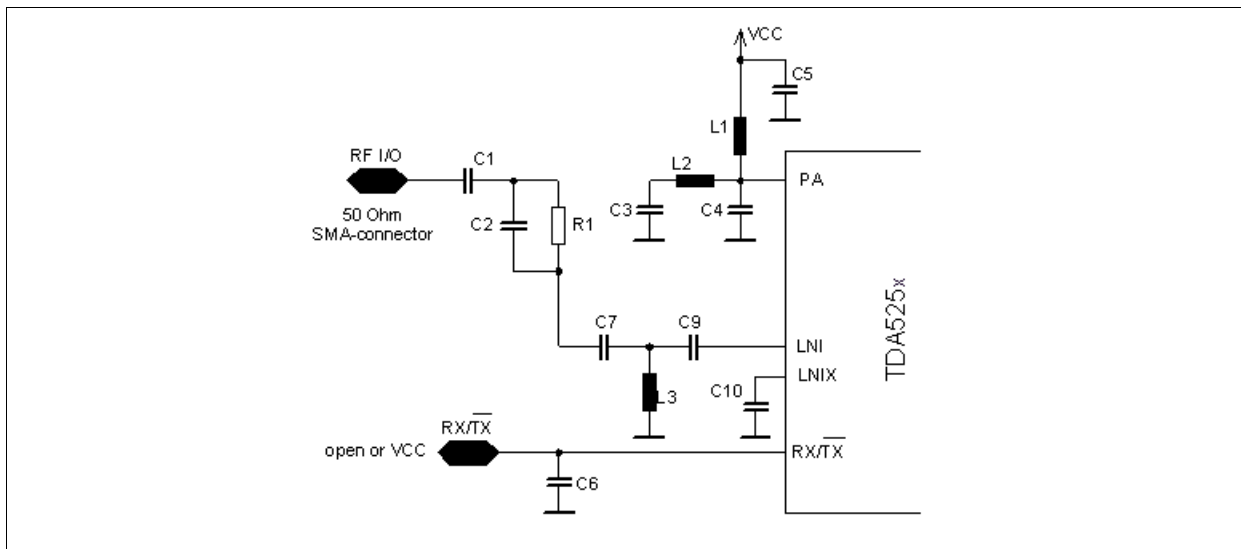 VCC
C5
L1
RF I/O
C1
L2
PA
50 Ohm
SMA-connector
C2
R1
C3
C4
TDA525x
C7
C9
LNI
LNIX
L3
C10
RX/TX
open or VCC
RX/TX
C6